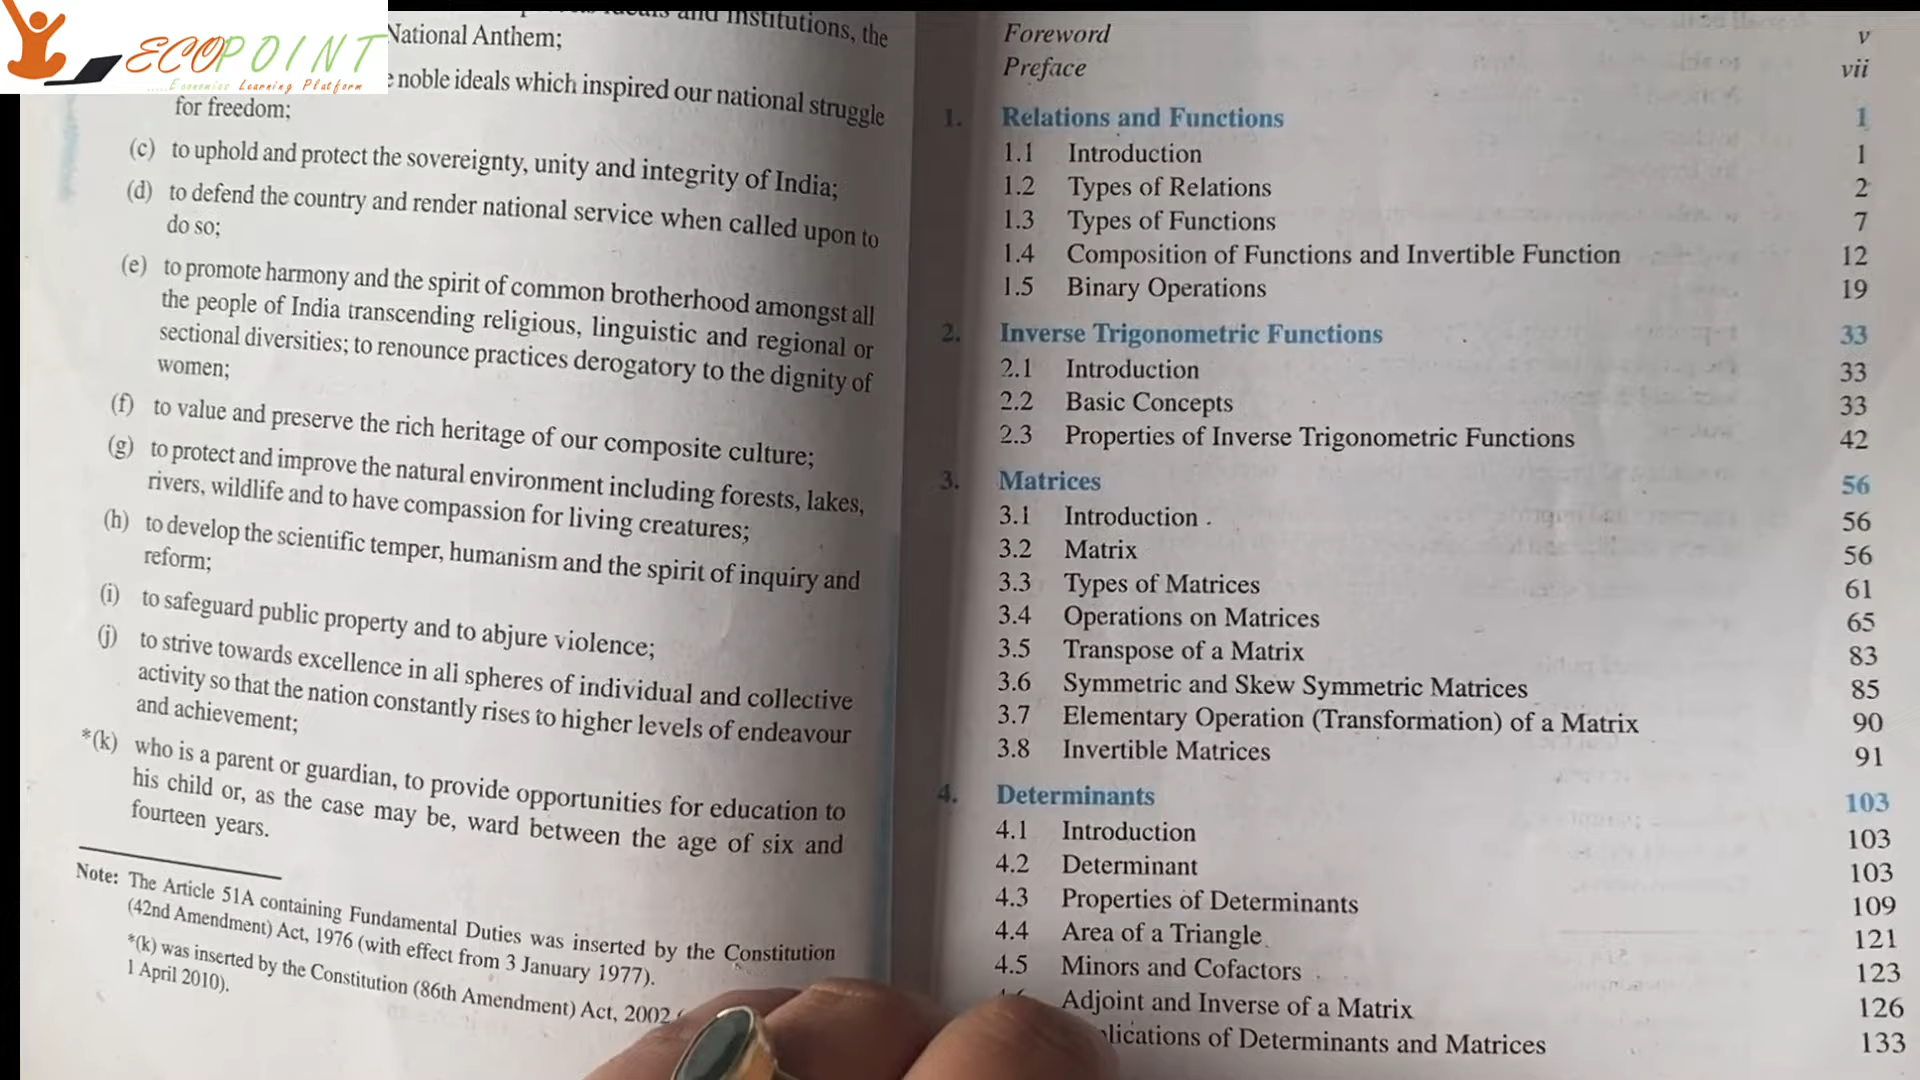 ECOPOINT
.....Economics Learning Platform
ideals and institutions, the
National Anthem;
noble ideals which inspired our national struggle
for freedom;
(c) to uphold and protect the sovereignty, unity and integrity of India;
(d) to defend the country and render national service when called upon to
do so;
(e) to promote harmony and the spirit of common brotherhood amongst all
the people of India transcending religious, linguistic and regional or
sectional diversities; to renounce practices derogatory to the dignity of
women;
(f) to value and preserve the rich heritage of our composite culture;
(g) to protect and improve the natural environment including forests, lakes,
rivers, wildlife and to have compassion for living creatures;
(h) to develop the scientific temper, humanism and the spirit of inquiry and
reform;
(i) to safeguard public property and to abjure violence;
(j) to strive towards excellence in all spheres of individual and collective
activity so that the nation constantly rises to higher levels of endeavour
and achievement;
*(k) who is a parent or guardian, to provide opportunities for education to
his child or, as the case may be, ward between the age of six and
fourteen years.
Note: The Article 51A containing Fundamental Duties was inserted by the Constitution
(42nd Amendment) Act, 1976 (with effect from 3 January 1977).
*(k) was inserted by the Constitution (86th Amendment) Act, 2002
1 April 2010).
Foreword v
Preface vii
1. Relations and Functions 1
1.1 Introduction 1
1.2 Types of Relations 2
1.3 Types of Functions 7
1.4 Composition of Functions and Invertible Function 12
1.5 Binary Operations 19
2. Inverse Trigonometric Functions 33
2.1 Introduction 33
2.2 Basic Concepts 33
2.3 Properties of Inverse Trigonometric Functions 42
3. Matrices 56
3.1 Introduction 56
3.2 Matrix 56
3.3 Types of Matrices 61
3.4 Operations on Matrices 65
3.5 Transpose of a Matrix 83
3.6 Symmetric and Skew Symmetric Matrices 85
3.7 Elementary Operation (Transformation) of a Matrix 90
3.8 Invertible Matrices 91
4. Determinants 103
4.1 Introduction 103
4.2 Determinant 103
4.3 Properties of Determinants 109
4.4 Area of a Triangle 121
4.5 Minors and Cofactors 123
Adjoint and Inverse of a Matrix 126
of Determinants and Matrices 133